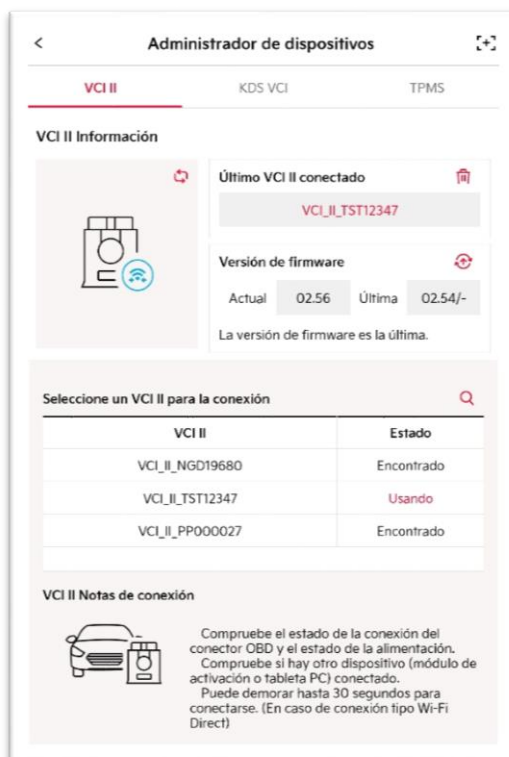 Administrador de dispositivos
VCI II KDS VCI TPMS
VCI II Información
Último VCI II conectado
VCI_II_TST12347
Versión de firmware
Actual 02.56 Última 02.54/-
La versión de firmware es la última.
Seleccione un VCI II para la conexión
VCI II Estado
VCI_II_NGD19680 Encontrado
VCI_II_TST12347 Usando
VCI_II_PP000027 Encontrado
VCI II Notas de conexión
Compruebe el estado de la conexión del
conector OBD y el estado de la alimentación.
Compruebe si hay otro dispositivo (módulo de
activación o tableta PC) conectado.
Puede demorar hasta 30 segundos para
conectarse. (En caso de conexión tipo Wi-Fi
Direct)